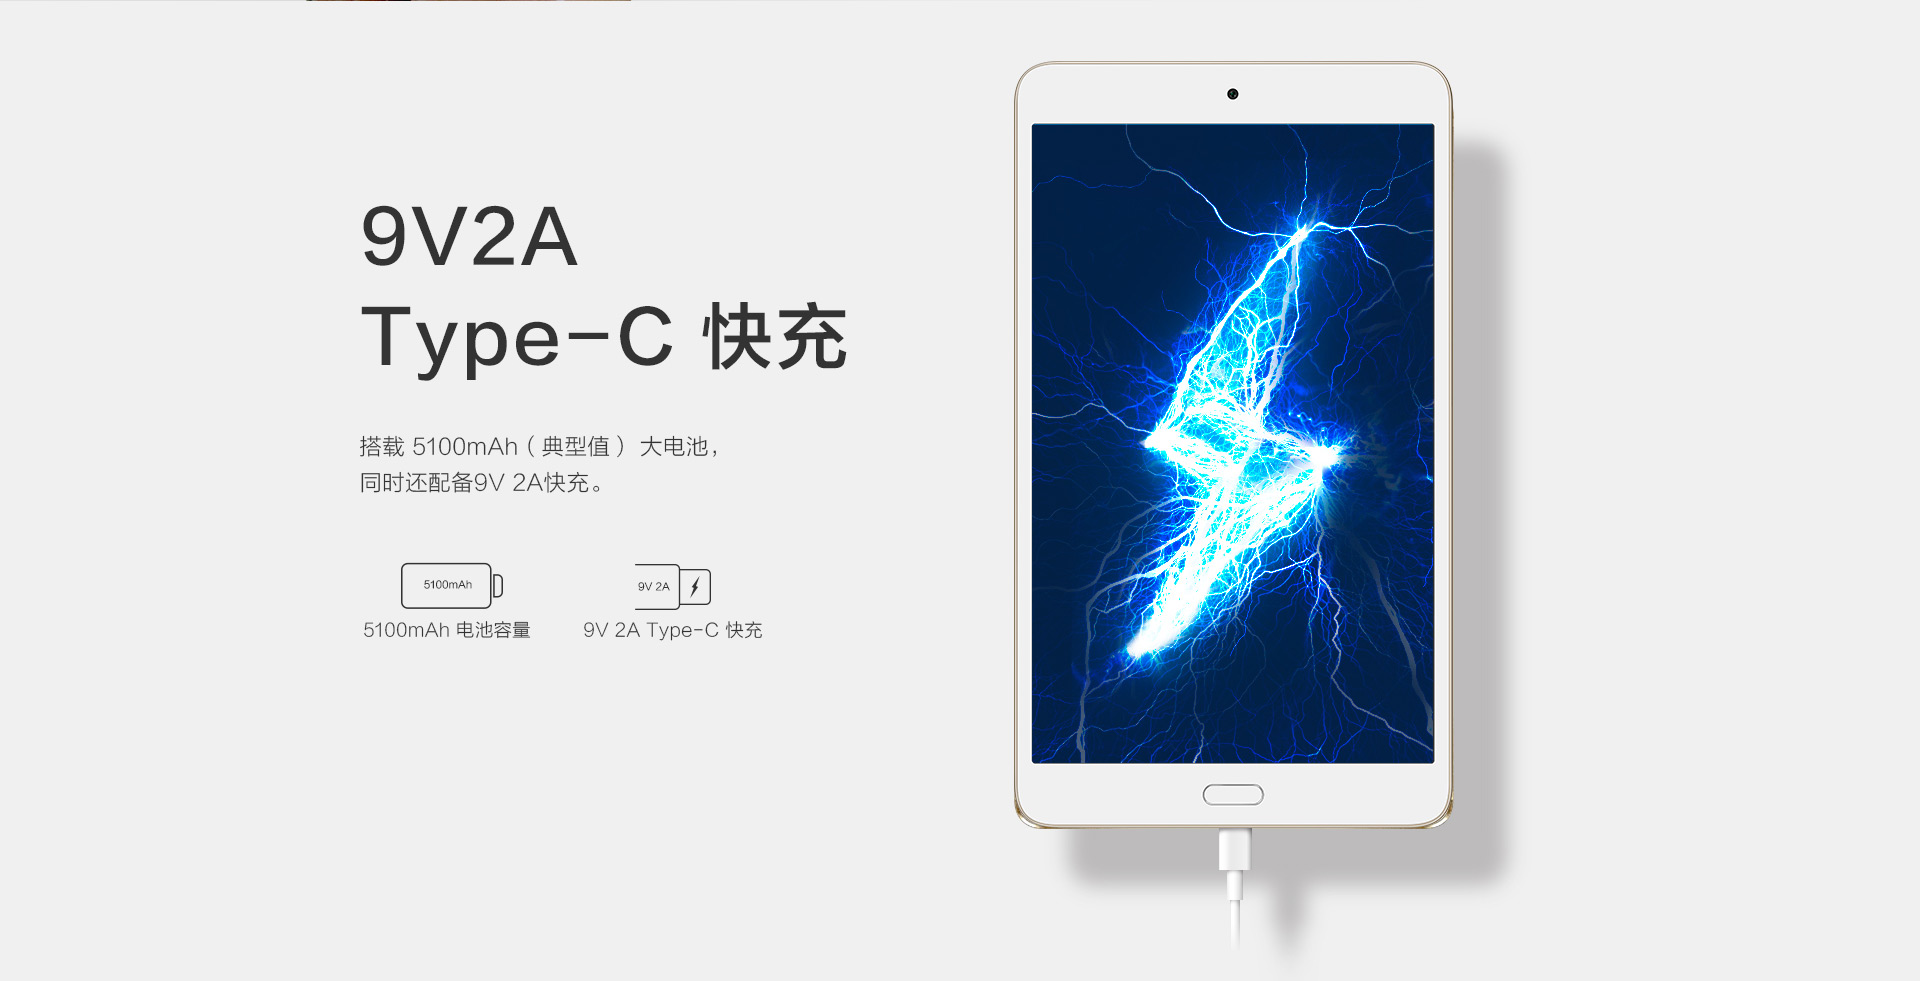 9V2A
Type-C 快充
搭载 5100mAh（典型值） 大电池，
同时还配备9V 2A快充。
5100mAh
9V 2A
5100mAh 电池容量
9V 2A Type-C 快充